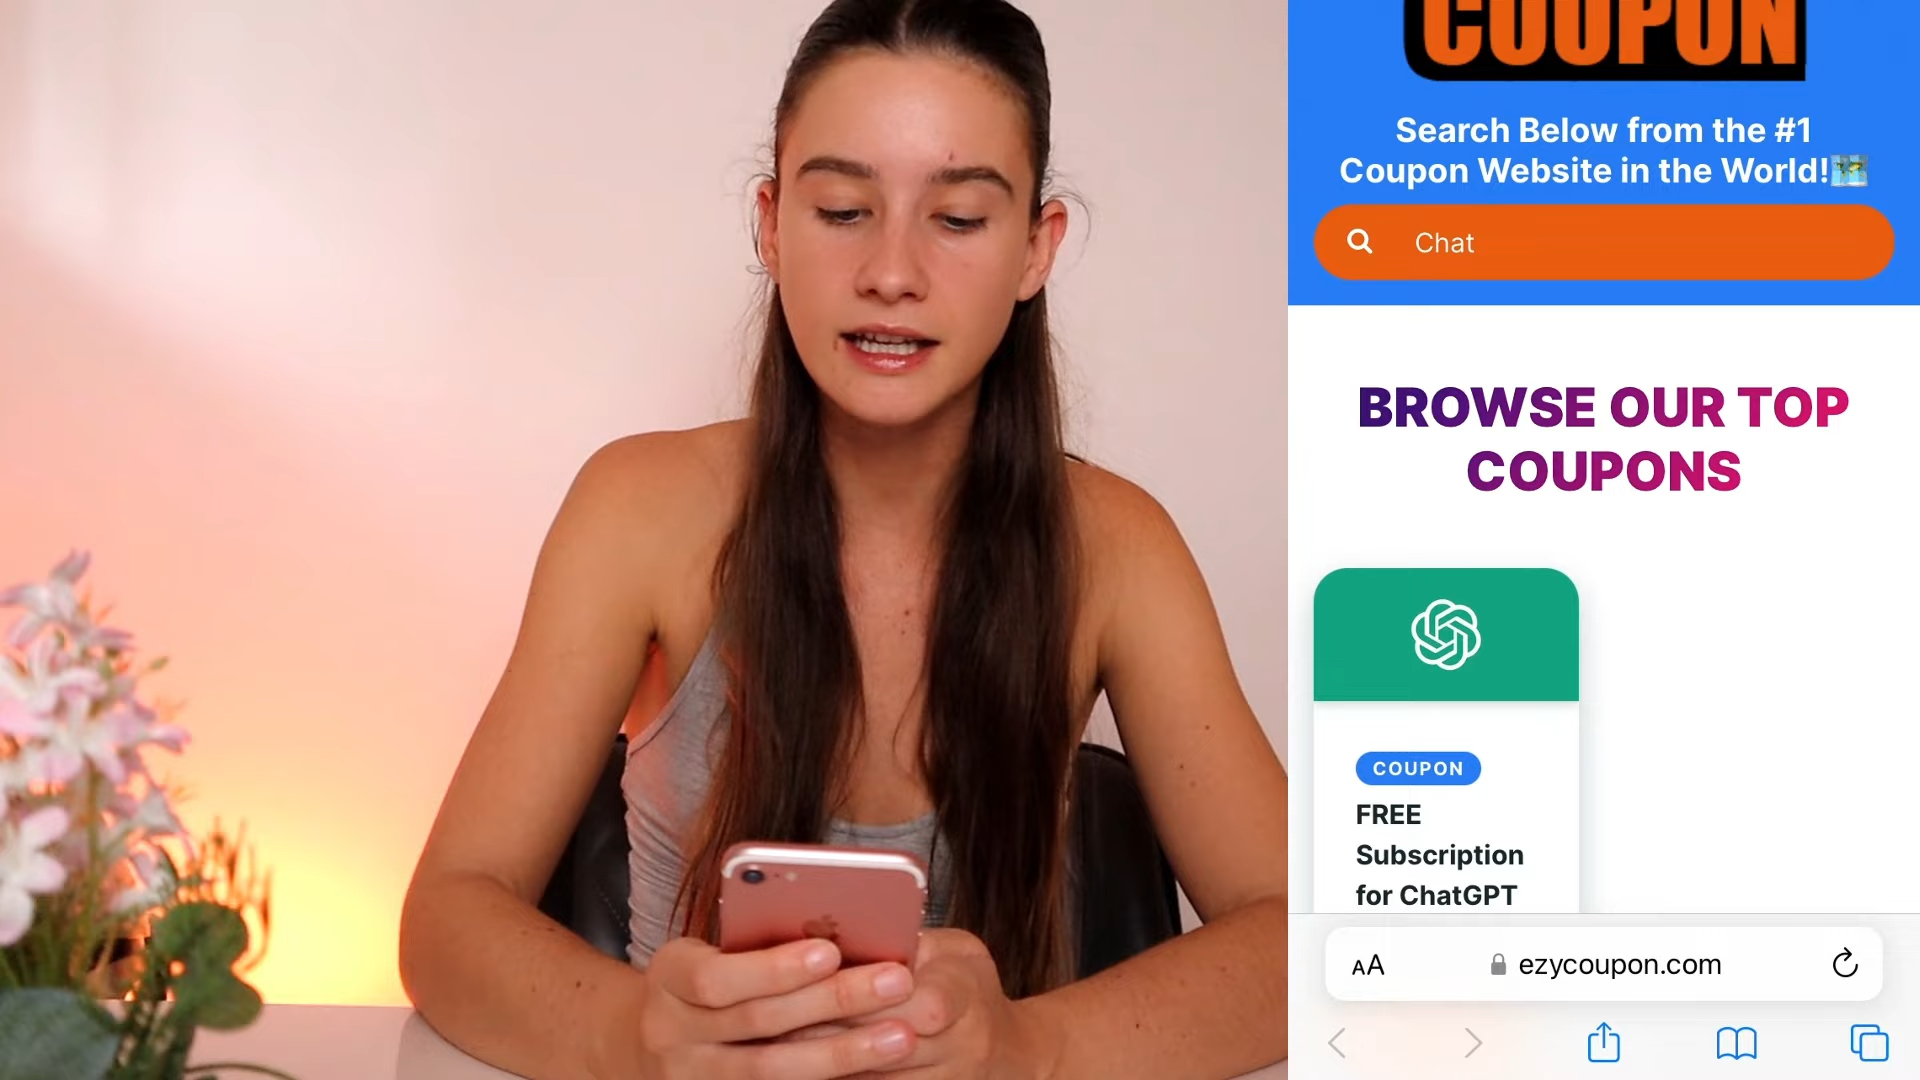 COUPON
Search Below from the #1
Coupon Website in the World!
Chat
BROWSE OUR TOP
COUPONS
COUPON
FREE
Subscription
for ChatGPT
AA
ezycoupon.com